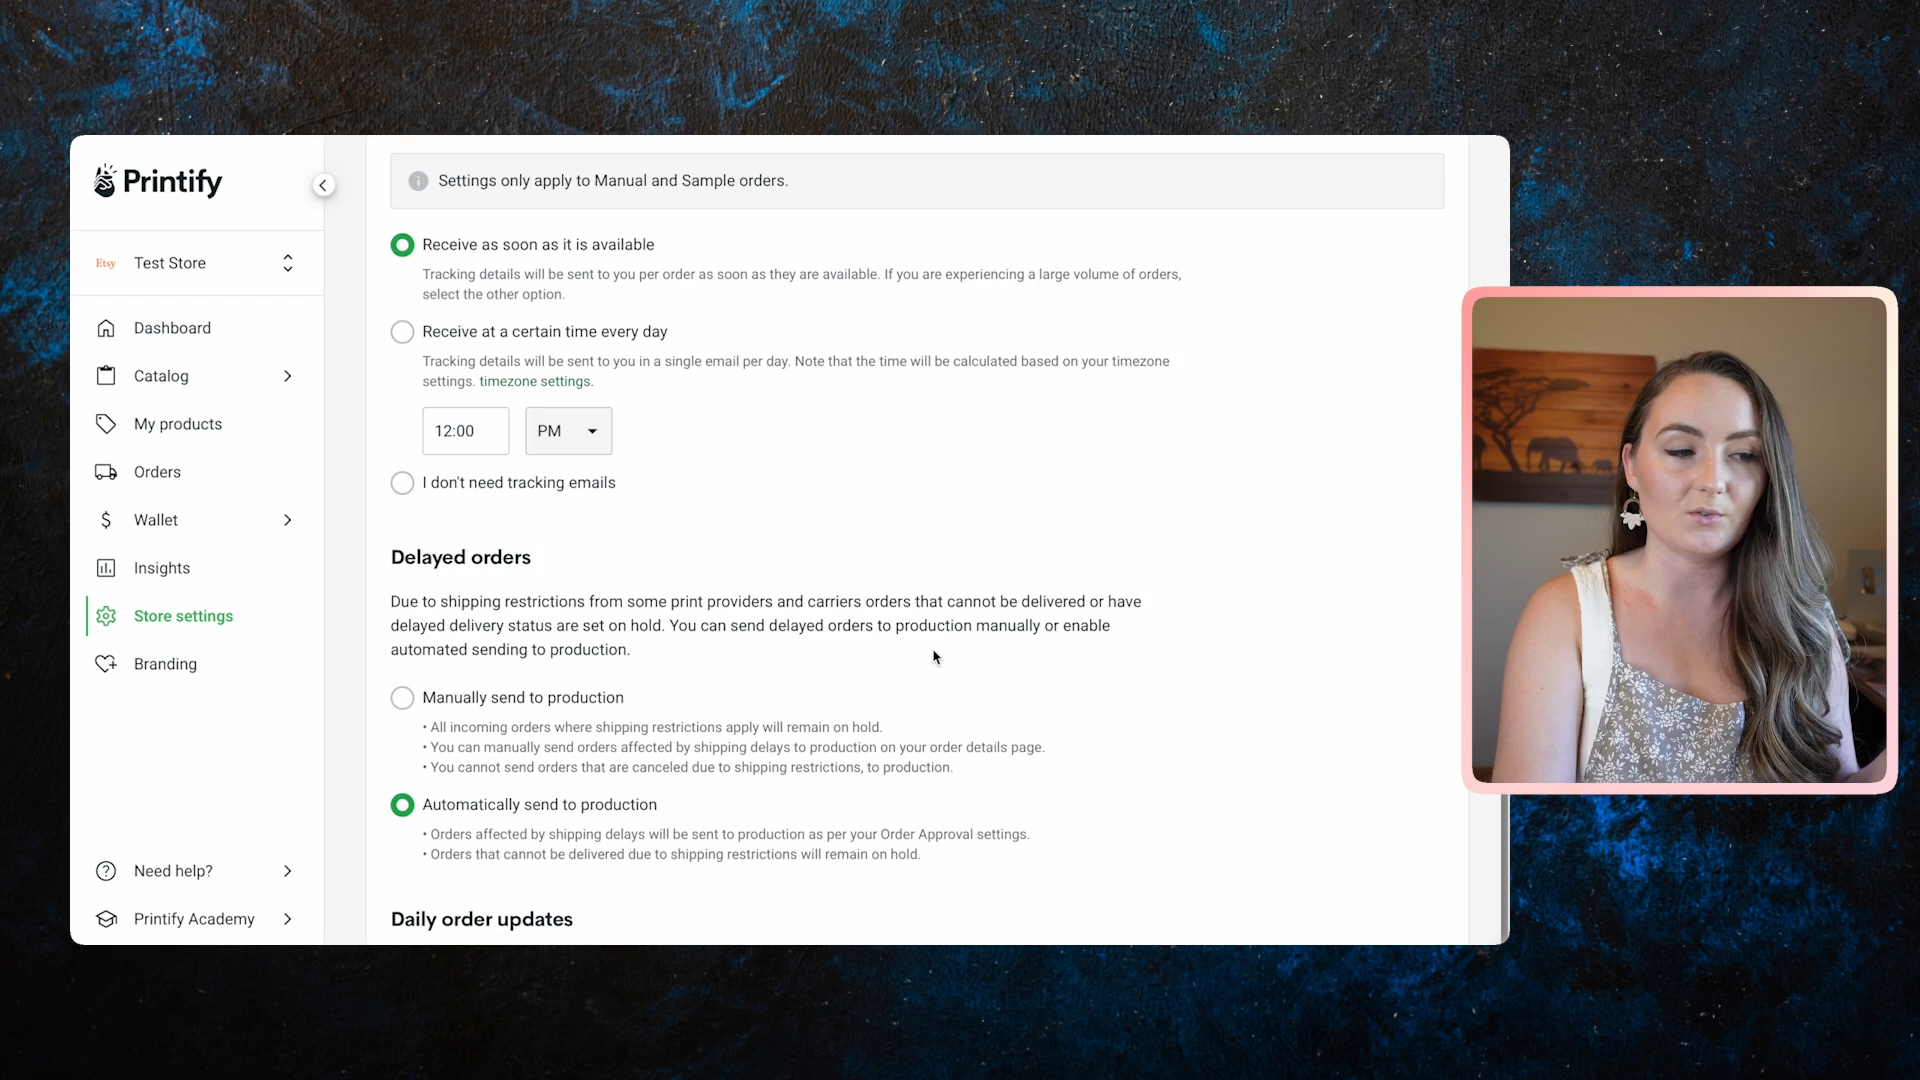 Printify
Settings only apply to Manual and Sample orders.
Etsy Test Store
Dashboard
Catalog
My products
Orders
Wallet
Insights
Store settings
Branding
Need help?
Printify Academy
Receive as soon as it is available
Tracking details will be sent to you per order as soon as they are available. If you are experiencing a large volume of orders,
select the other option.
Receive at a certain time every day
Tracking details will be sent to you in a single email per day. Note that the time will be calculated based on your timezone
settings. timezone settings.
12:00 PM
I don't need tracking emails
Delayed orders
Due to shipping restrictions from some print providers and carriers orders that cannot be delivered or have
delayed delivery status are set on hold. You can send delayed orders to production manually or enable
automated sending to production.
Manually send to production
• All incoming orders where shipping restrictions apply will remain on hold.
• You can manually send orders affected by shipping delays to production on your order details page.
• You cannot send orders that are canceled due to shipping restrictions, to production.
Automatically send to production
• Orders affected by shipping delays will be sent to production as per your Order Approval settings.
• Orders that cannot be delivered due to shipping restrictions will remain on hold.
Daily order updates